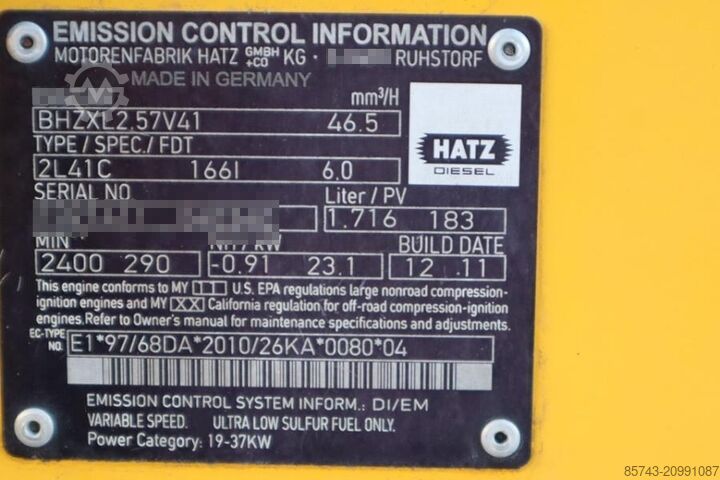 EMISSION CONTROL INFORMATION
MOTORENFABRIK HATZ GMBH +CO KG · RUHSTORF
MADE IN GERMANY
mm³/H
BHZXL2.57V41 46.5
TYPE / SPEC./ FDT
2L41C 166I 6.0
HATZ
DIESEL
SERIAL NO Liter / PV
1.716 183
MIN NH / KW BUILD DATE
2400 290 -0.91 23.1 12 .11
This engine conforms to MY 11 U.S. EPA regulations large nonroad compression-
ignition engines and MY XX California regulation for off-road compression-ignition
engines.Refer to Owner's manual for maintenance specifications and adjustments.
EC-TYPE NO. E1*97/68DA*2010/26KA*0080*04
EMISSION CONTROL SYSTEM INFORM.: DI/EM
VARIABLE SPEED. ULTRA LOW SULFUR FUEL ONLY.
Power Category: 19-37KW
85743-20991087